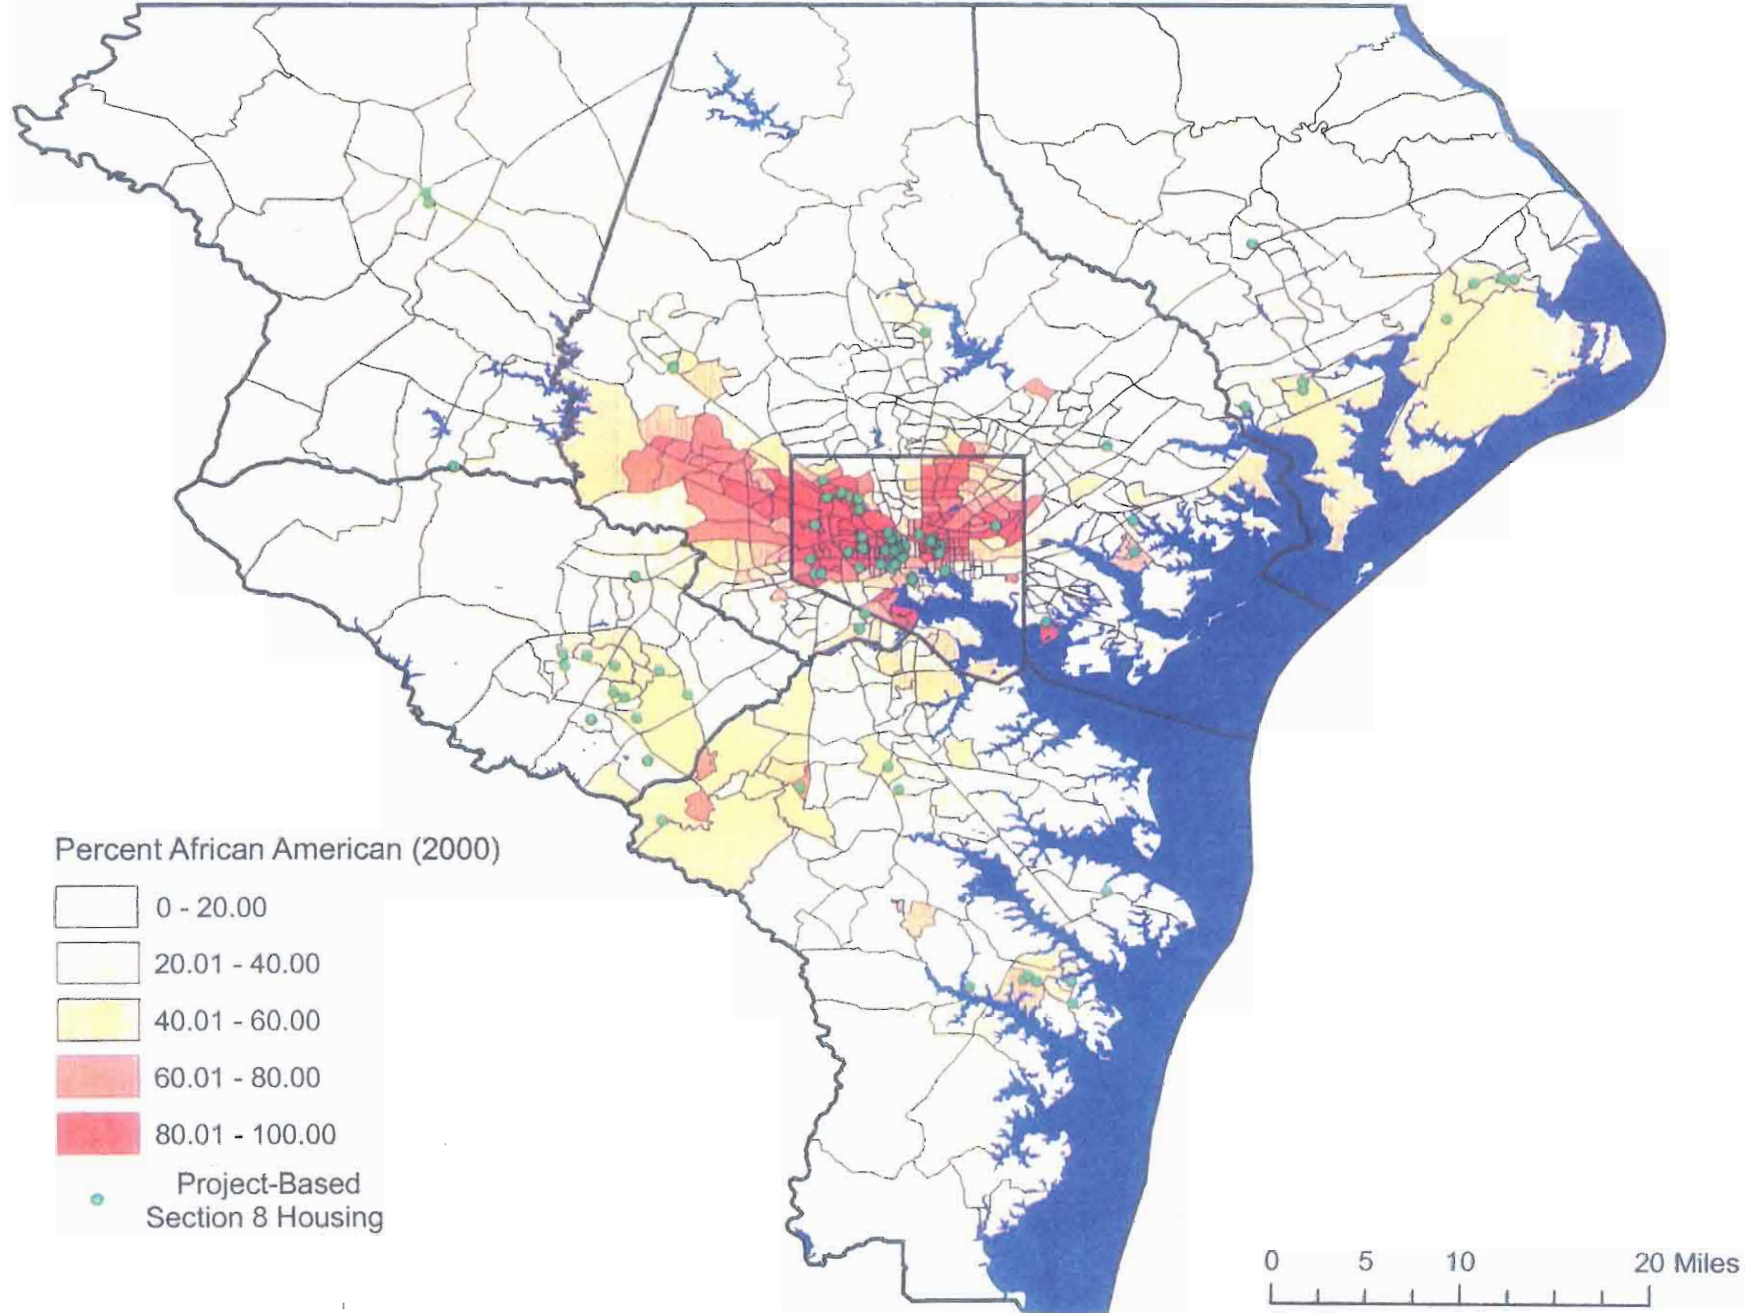 Percent African American (2000)
0 - 20.00
20.01 - 40.00
40.01 - 60.00
60.01 - 80.00
80.01 - 100.00
Project-Based
Section 8 Housing
0 5 10 20 Miles